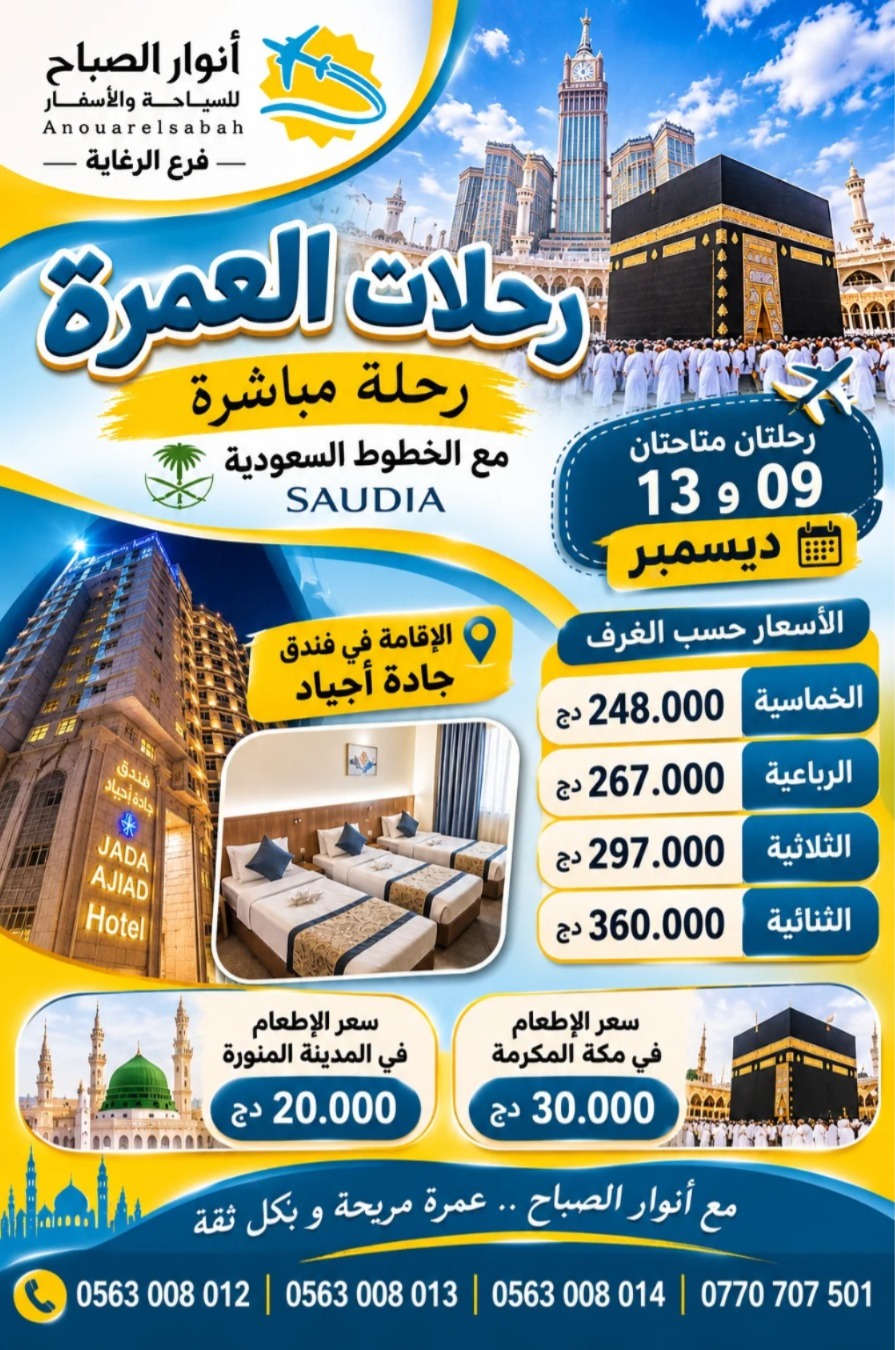 أنوار الصباح
للسياحة والأسفار
Anouarelsabah
فرع الرغاية
رحلات العمرة
رحلة مباشرة
مع الخطوط السعودية
SAUDIA
رحلتان متاحتان
09 و 13
ديسمبر
الإقامة في فندق
جادة أجياد
فندق
جادة أجياد
JADA
AJIAD
Hotel
الأسعار حسب الغرف
الخماسية 248.000 دج
الرباعية 267.000 دج
الثلاثية 297.000 دج
الثنائية 360.000 دج
سعر الإطعام
في مكة المكرمة
30.000 دج
سعر الإطعام
في المدينة المنورة
20.000 دج
مع أنوار الصباح .. عمرة مريحة و بكل ثقة
0563 008 012 | 0563 008 013 | 0563 008 014 | 0770 707 501